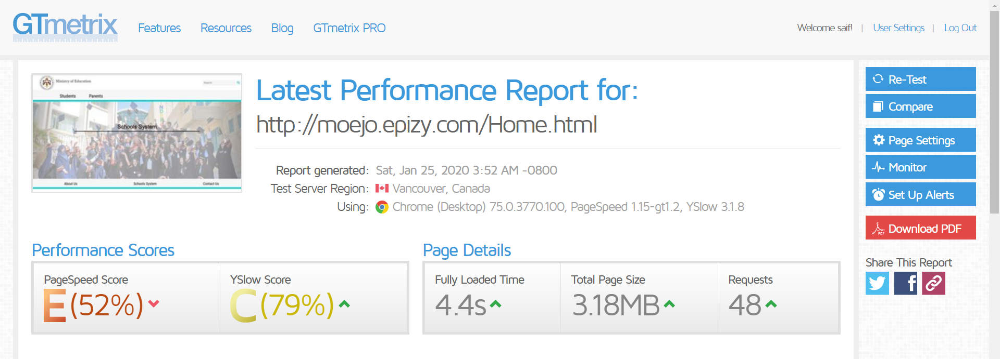 GTmetrix
Features Resources Blog GTmetrix PRO
Welcome saif! | User Settings | Log Out
Ministry of Education
Search
Students Parents
Schools System
About Us Schools System Contact Us
Latest Performance Report for:
http://moejo.epizy.com/Home.html
Report generated: Sat, Jan 25, 2020 3:52 AM -0800
Test Server Region: Vancouver, Canada
Using: Chrome (Desktop) 75.0.3770.100, PageSpeed 1.15-gt1.2, YSlow 3.1.8
Performance Scores
PageSpeed Score
E (52%)
YSlow Score
C (79%)
Page Details
Fully Loaded Time
4.4s
Total Page Size
3.18MB
Requests
48
Re-Test
Compare
Page Settings
Monitor
Set Up Alerts
PDF
Download PDF
Share This Report